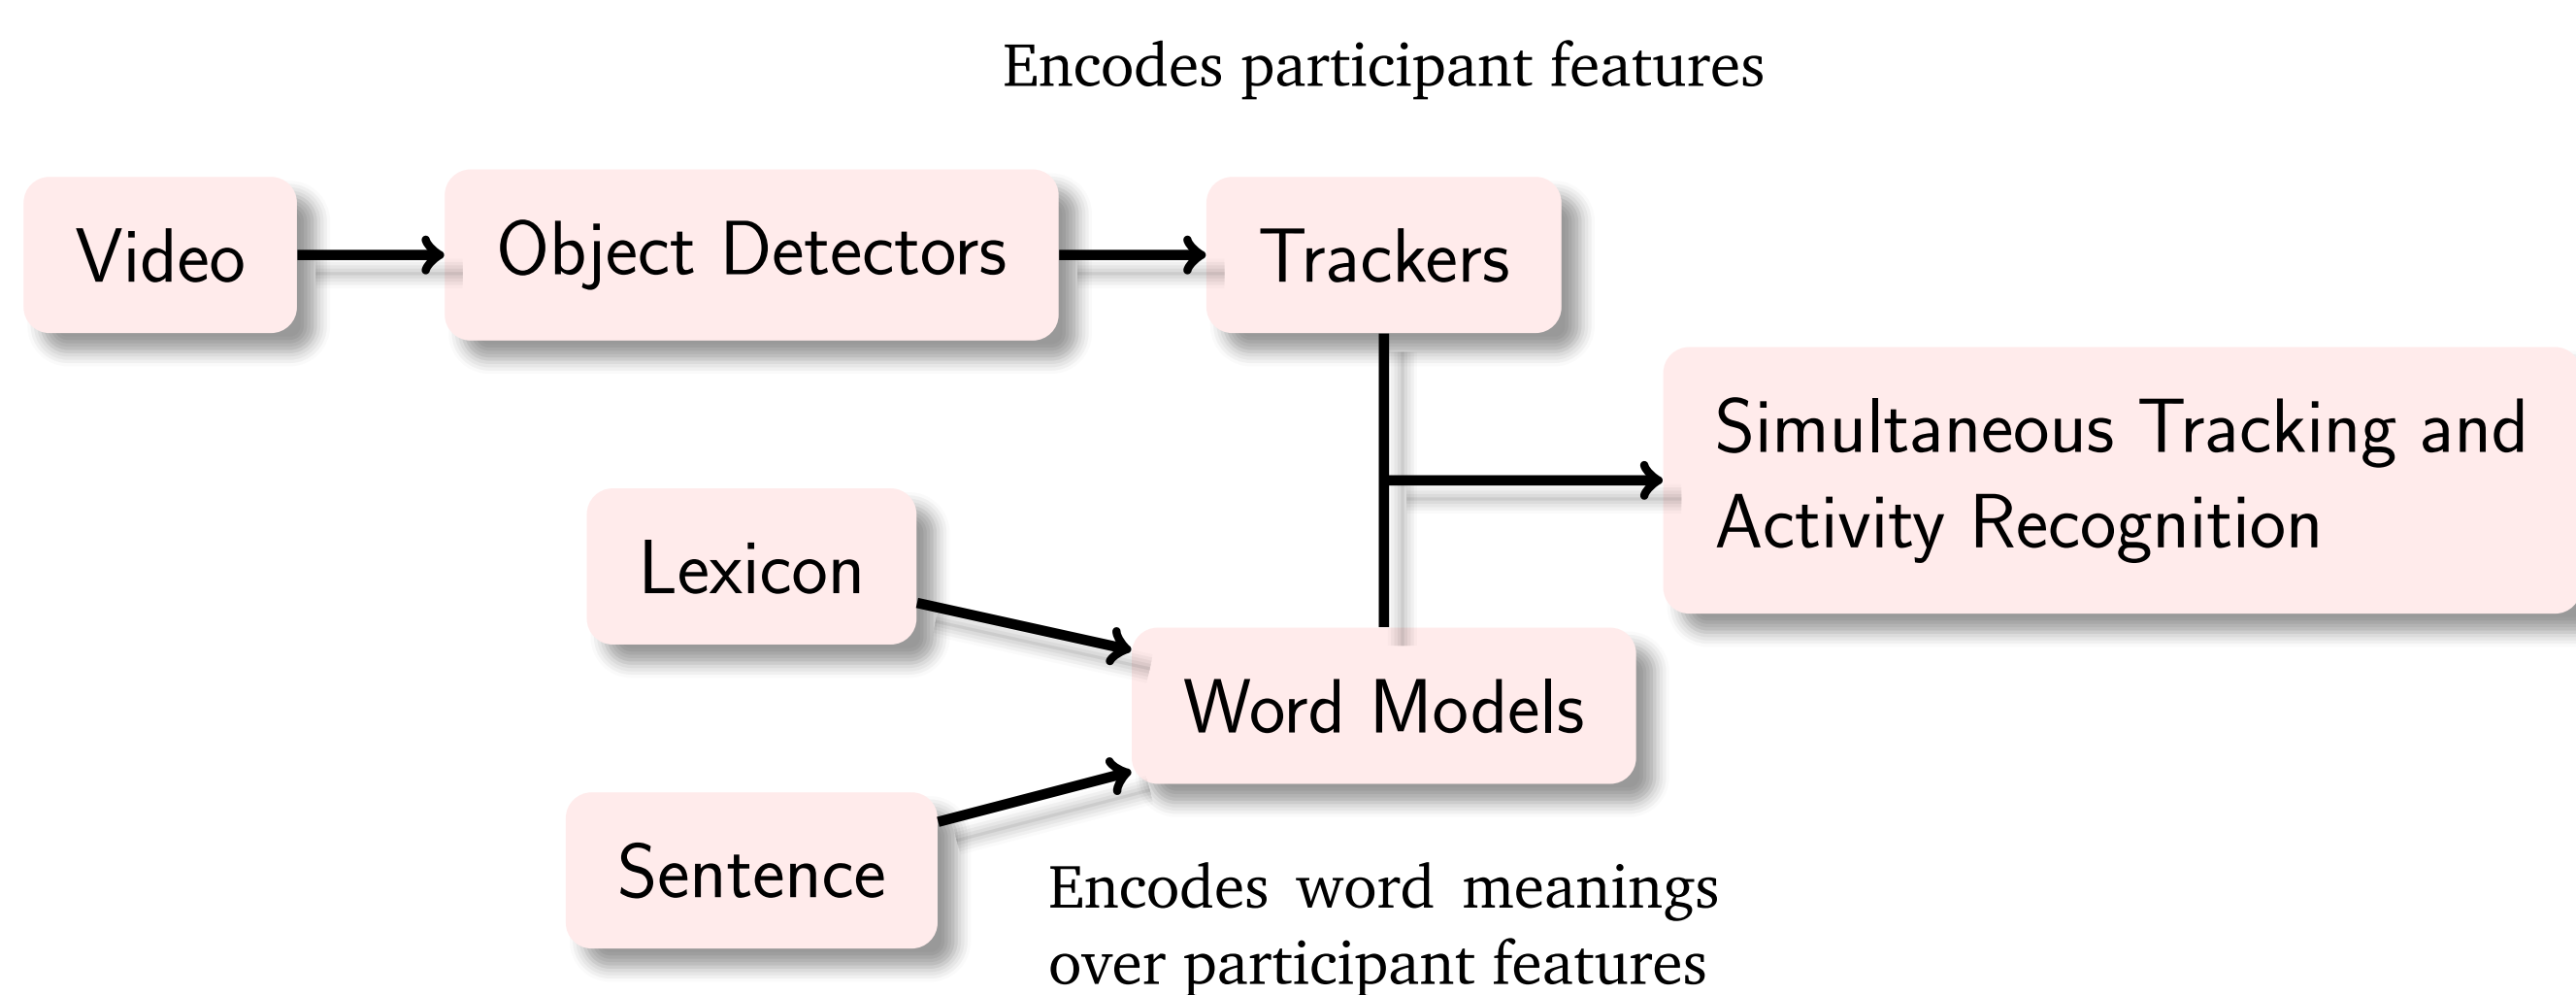 Encodes participant features
Video
Object Detectors
Trackers
Simultaneous Tracking and
Activity Recognition
Lexicon
Word Models
Sentence
Encodes word meanings
over participant features